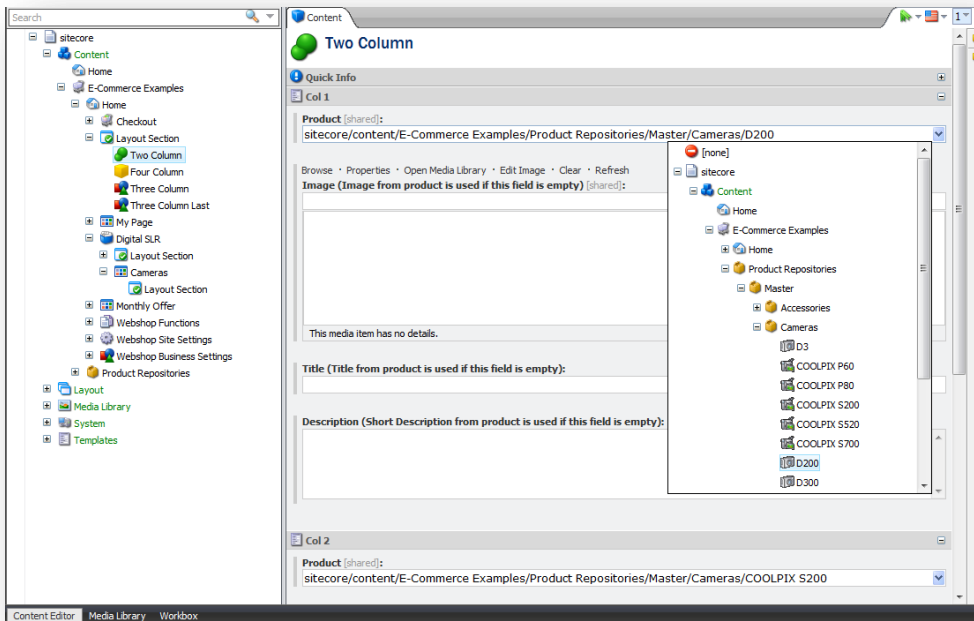 Search
sitecore
Content
Home
E-Commerce Examples
Home
Checkout
Layout Section
Two Column
Four Column
Three Column
Three Column Last
My Page
Digital SLR
Layout Section
Cameras
Layout Section
Monthly Offer
Webshop Functions
Webshop Site Settings
Webshop Business Settings
Product Repositories
Layout
Media Library
System
Templates
Content
1
Two Column
Quick Info
Col 1
Product [shared]:
sitecore/content/E-Commerce Examples/Product Repositories/Master/Cameras/D200
Browse · Properties · Open Media Library · Edit Image · Clear · Refresh
Image (Image from product is used if this field is empty) [shared]:
This media item has no details.
Title (Title from product is used if this field is empty):
Description (Short Description from product is used if this field is empty):
[none]
sitecore
Content
Home
E-Commerce Examples
Home
Product Repositories
Master
Accessories
Cameras
D3
COOLPIX P60
COOLPIX P80
COOLPIX S200
COOLPIX S520
COOLPIX S700
D200
D300
Col 2
Product [shared]:
sitecore/content/E-Commerce Examples/Product Repositories/Master/Cameras/COOLPIX S200
Content Editor Media Library Workbox